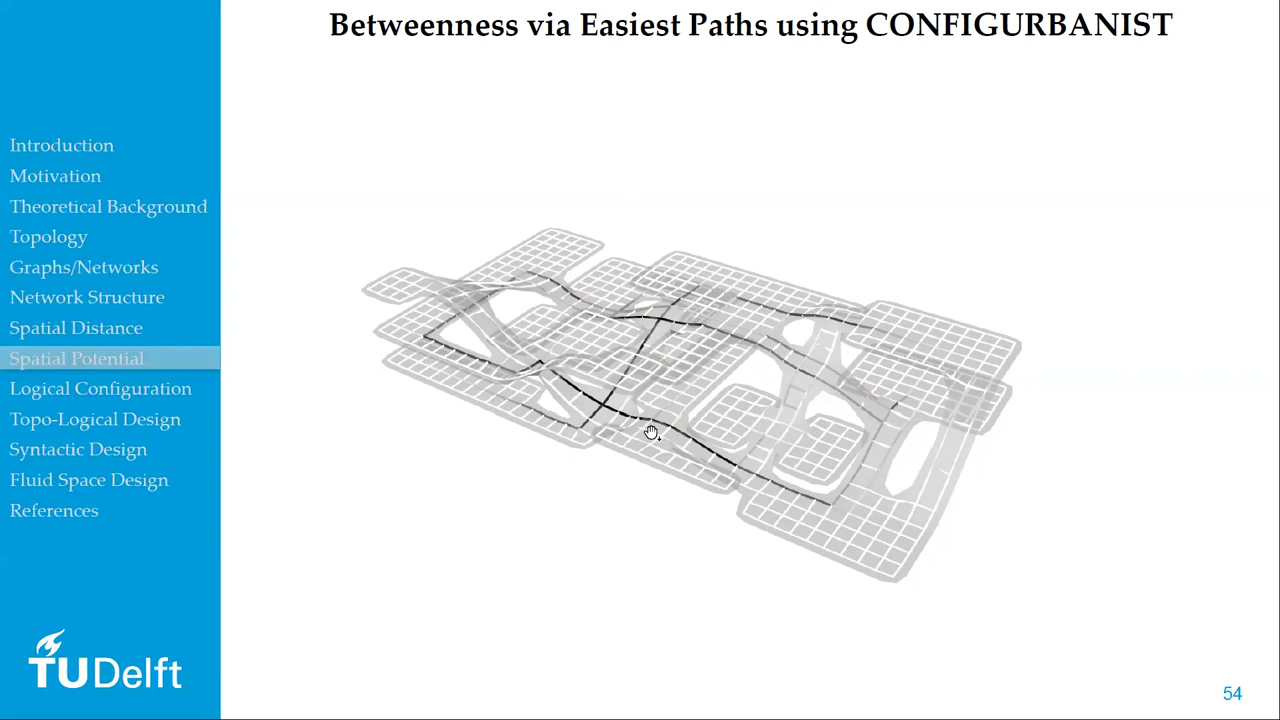 Betweenness via Easiest Paths using CONFIGURBANIST
Introduction
Motivation
Theoretical Background
Topology
Graphs/Networks
Network Structure
Spatial Distance
Spatial Potential
Logical Configuration
Topo-Logical Design
Syntactic Design
Fluid Space Design
References
TUDelft
54